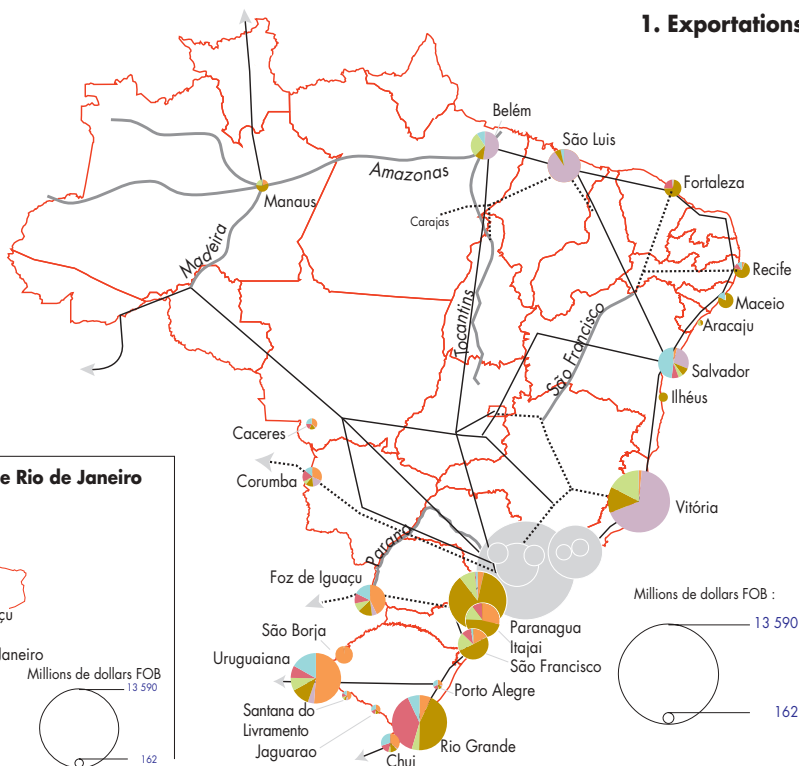 1. Exportations
Belém
São Luis
Amazonas
Fortaleza
Manaus
Carajas
Madeira
Recife
Tocantins
São Francisco
Maceio
Aracaju
Salvador
Ilhéus
Caceres
e Rio de Janeiro
Corumba
Vitória
Parana
Foz de Iguaçu
Millions de dollars FOB :
13 590
162
çu
São Borja
Paranagua
Itajai
São Francisco
Uruguaiana
aneiro
Millions de dollars FOB
13 590
162
Porto Alegre
Santana do
Livramento
Jaguarao
Rio Grande
Chui